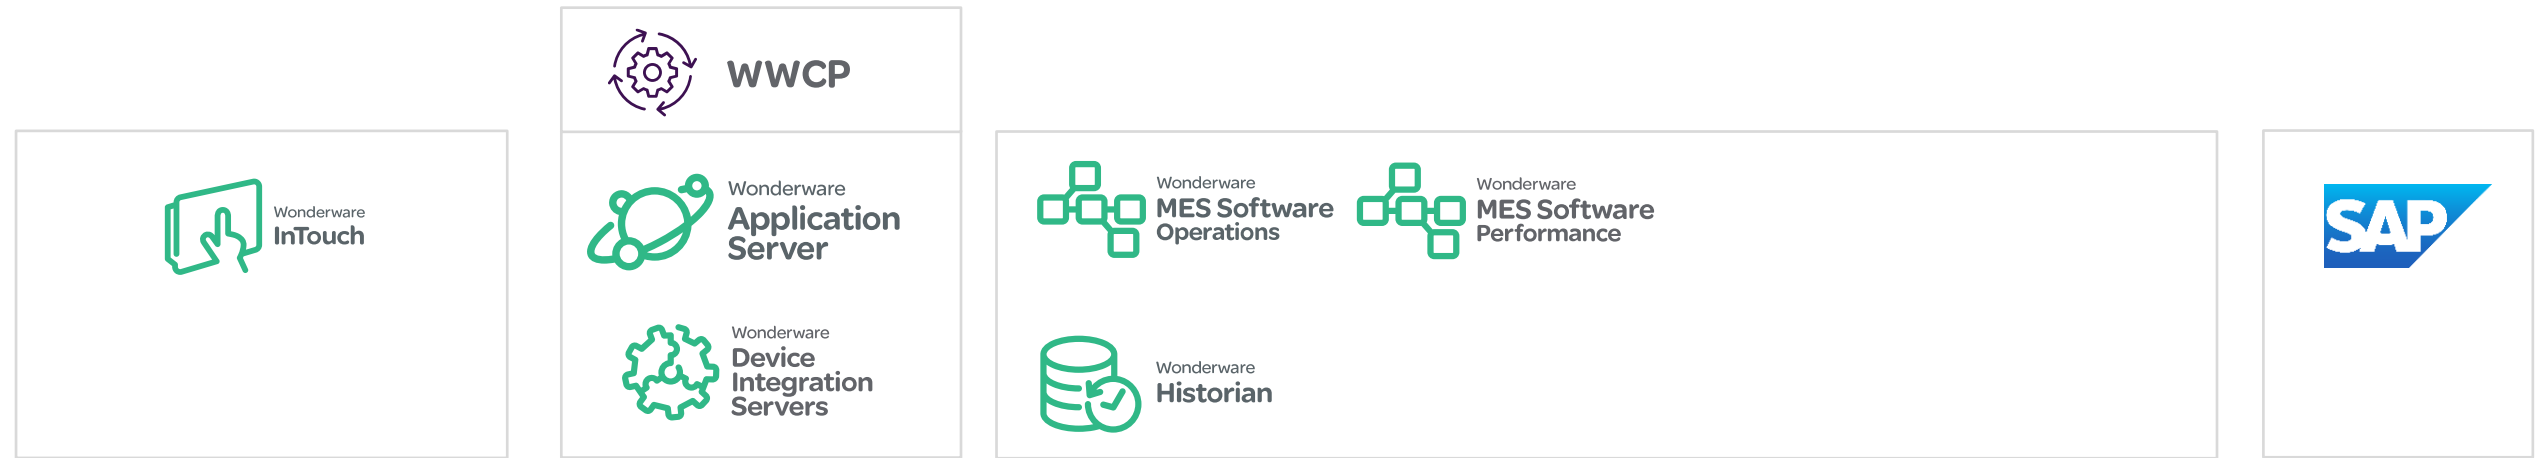 WWCP
Wonderware
InTouch
Wonderware
Application
Server
Wonderware
Device
Integration
Servers
Wonderware
MES Software
Operations
Wonderware
MES Software
Performance
Wonderware
Historian
SAP